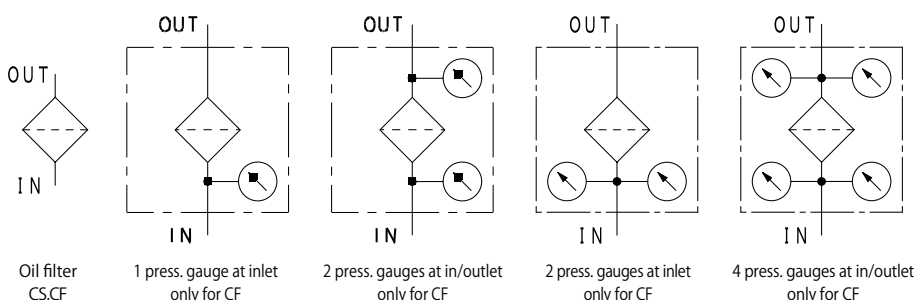 OUT
IN
Oil filter
CS.CF
OUT
IN
1 press. gauge at inlet
only for CF
OUT
IN
2 press. gauges at in/outlet
only for CF
OUT
IN
2 press. gauges at inlet
only for CF
OUT
IN
4 press. gauges at in/outlet
only for CF